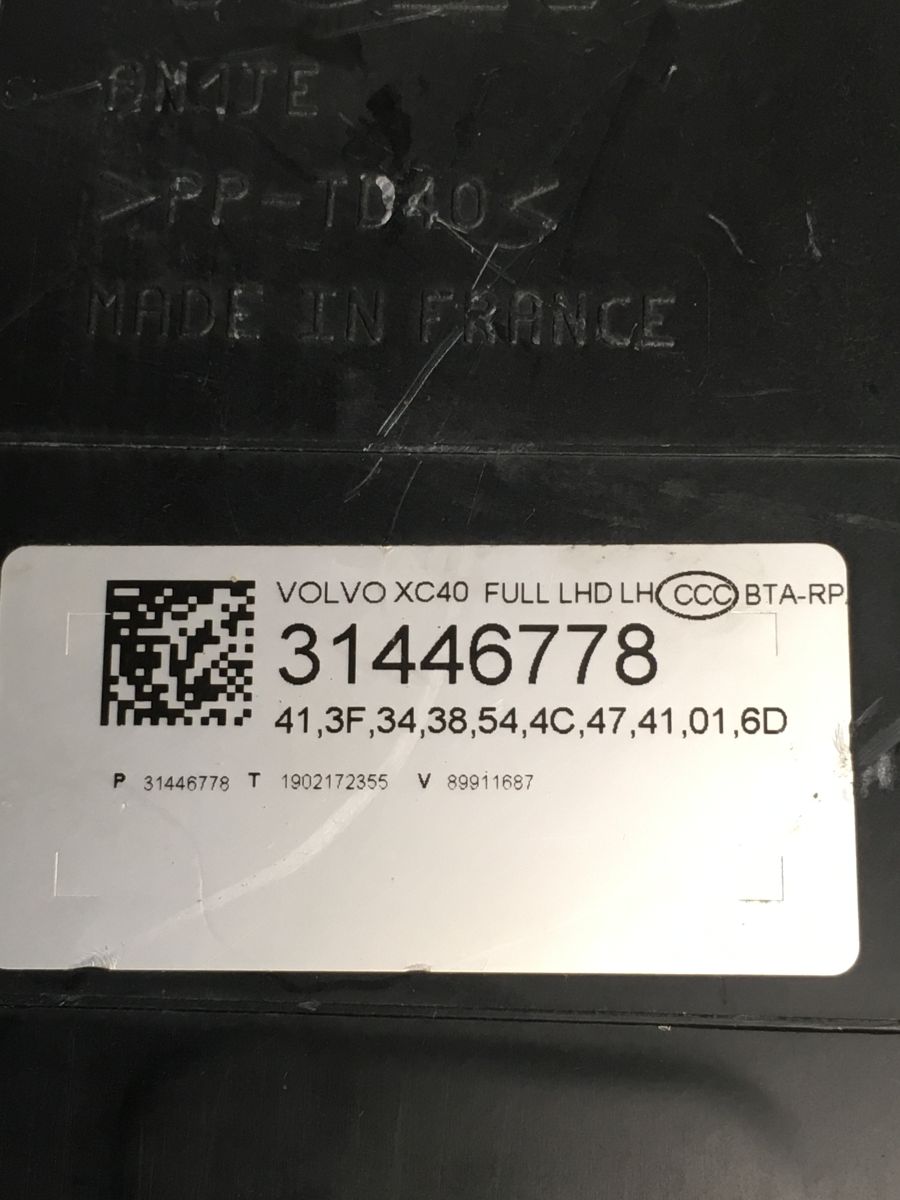 AN1JE
>PP-TD40<
MADE IN FRANCE
VOLVO XC40 FULL LHD LH CCC BTA-RP
31446778
41,3F,34,38,54,4C,47,41,01,6D
P 31446778 T 1902172355 V 89911687